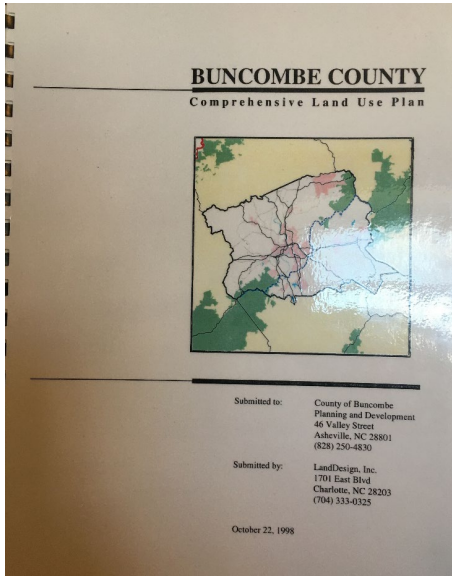 BUNCOMBE COUNTY
Comprehensive Land Use Plan
Submitted to:
County of Buncombe
Planning and Development
46 Valley Street
Asheville, NC 28801
(828) 250-4830
Submitted by:
LandDesign, Inc.
1701 East Blvd
Charlotte, NC 28203
(704) 333-0325
October 22, 1998